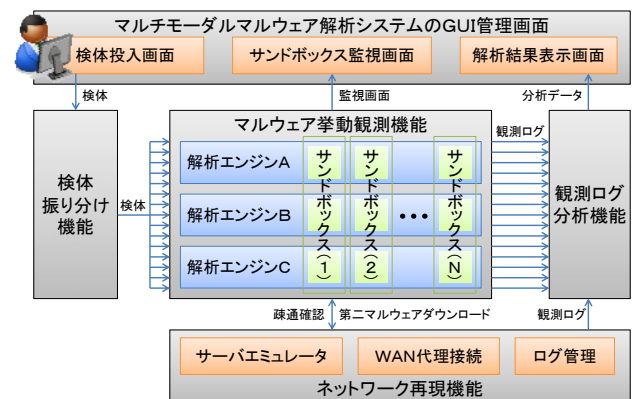 マルチモーダルマルウェア解析システムのGUI管理画面
検体投入画面
サンドボックス監視画面
解析結果表示画面
検体
監視画面
分析データ
検体
振り分け
機能
検体
マルウェア挙動観測機能
解析エンジンA
解析エンジンB
解析エンジンC
サンドボックス(1)
サンドボックス(2)
•••
サンドボックス(N)
観測ログ
観測ログ
分析機能
疎通確認
第二マルウェアダウンロード
観測ログ
サーバエミュレータ
WAN代理接続
ログ管理
ネットワーク再現機能